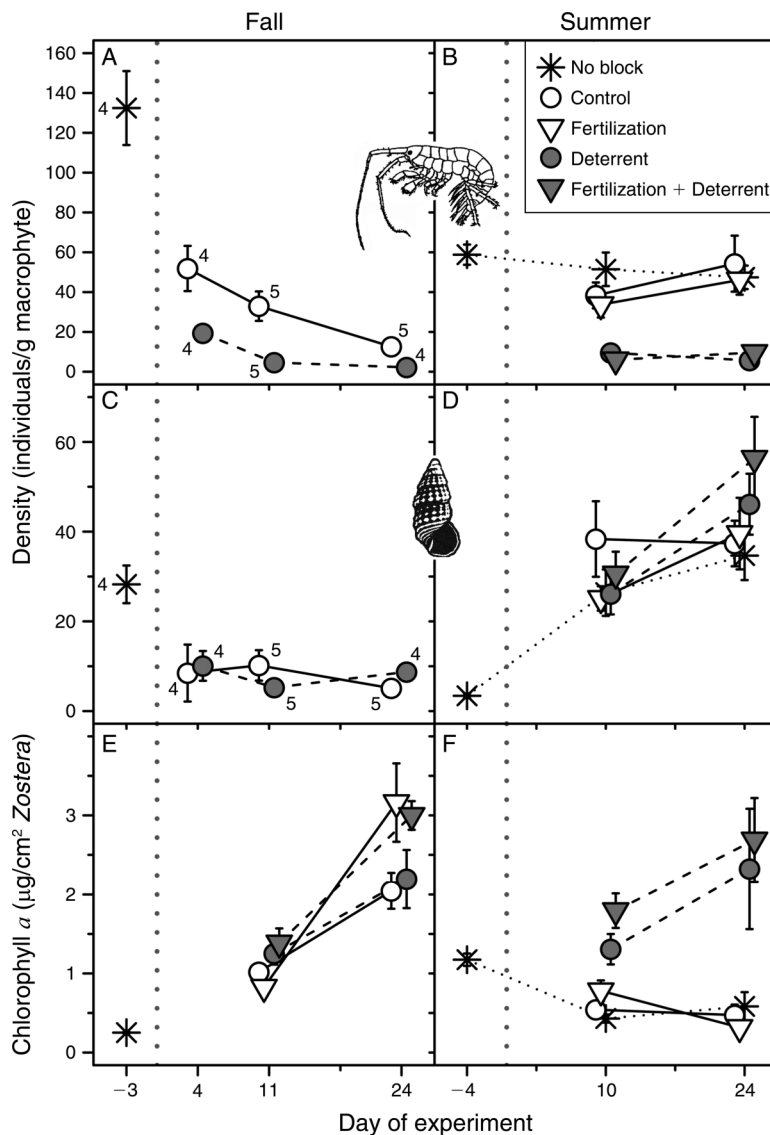 Fall Summer
A B
C D
E F
No block
Control
Fertilization
Deterrent
Fertilization + Deterrent
Density (individuals/g macrophyte)
160
140
120
100
80
60
40
20
0
4
4
5
5
4
5
4
60
40
20
0
4
4
4
5
5
5
4
Chlorophyll a (µg/cm² Zostera)
3
2
1
0
−3 4 11 24 −4 10 24
Day of experiment